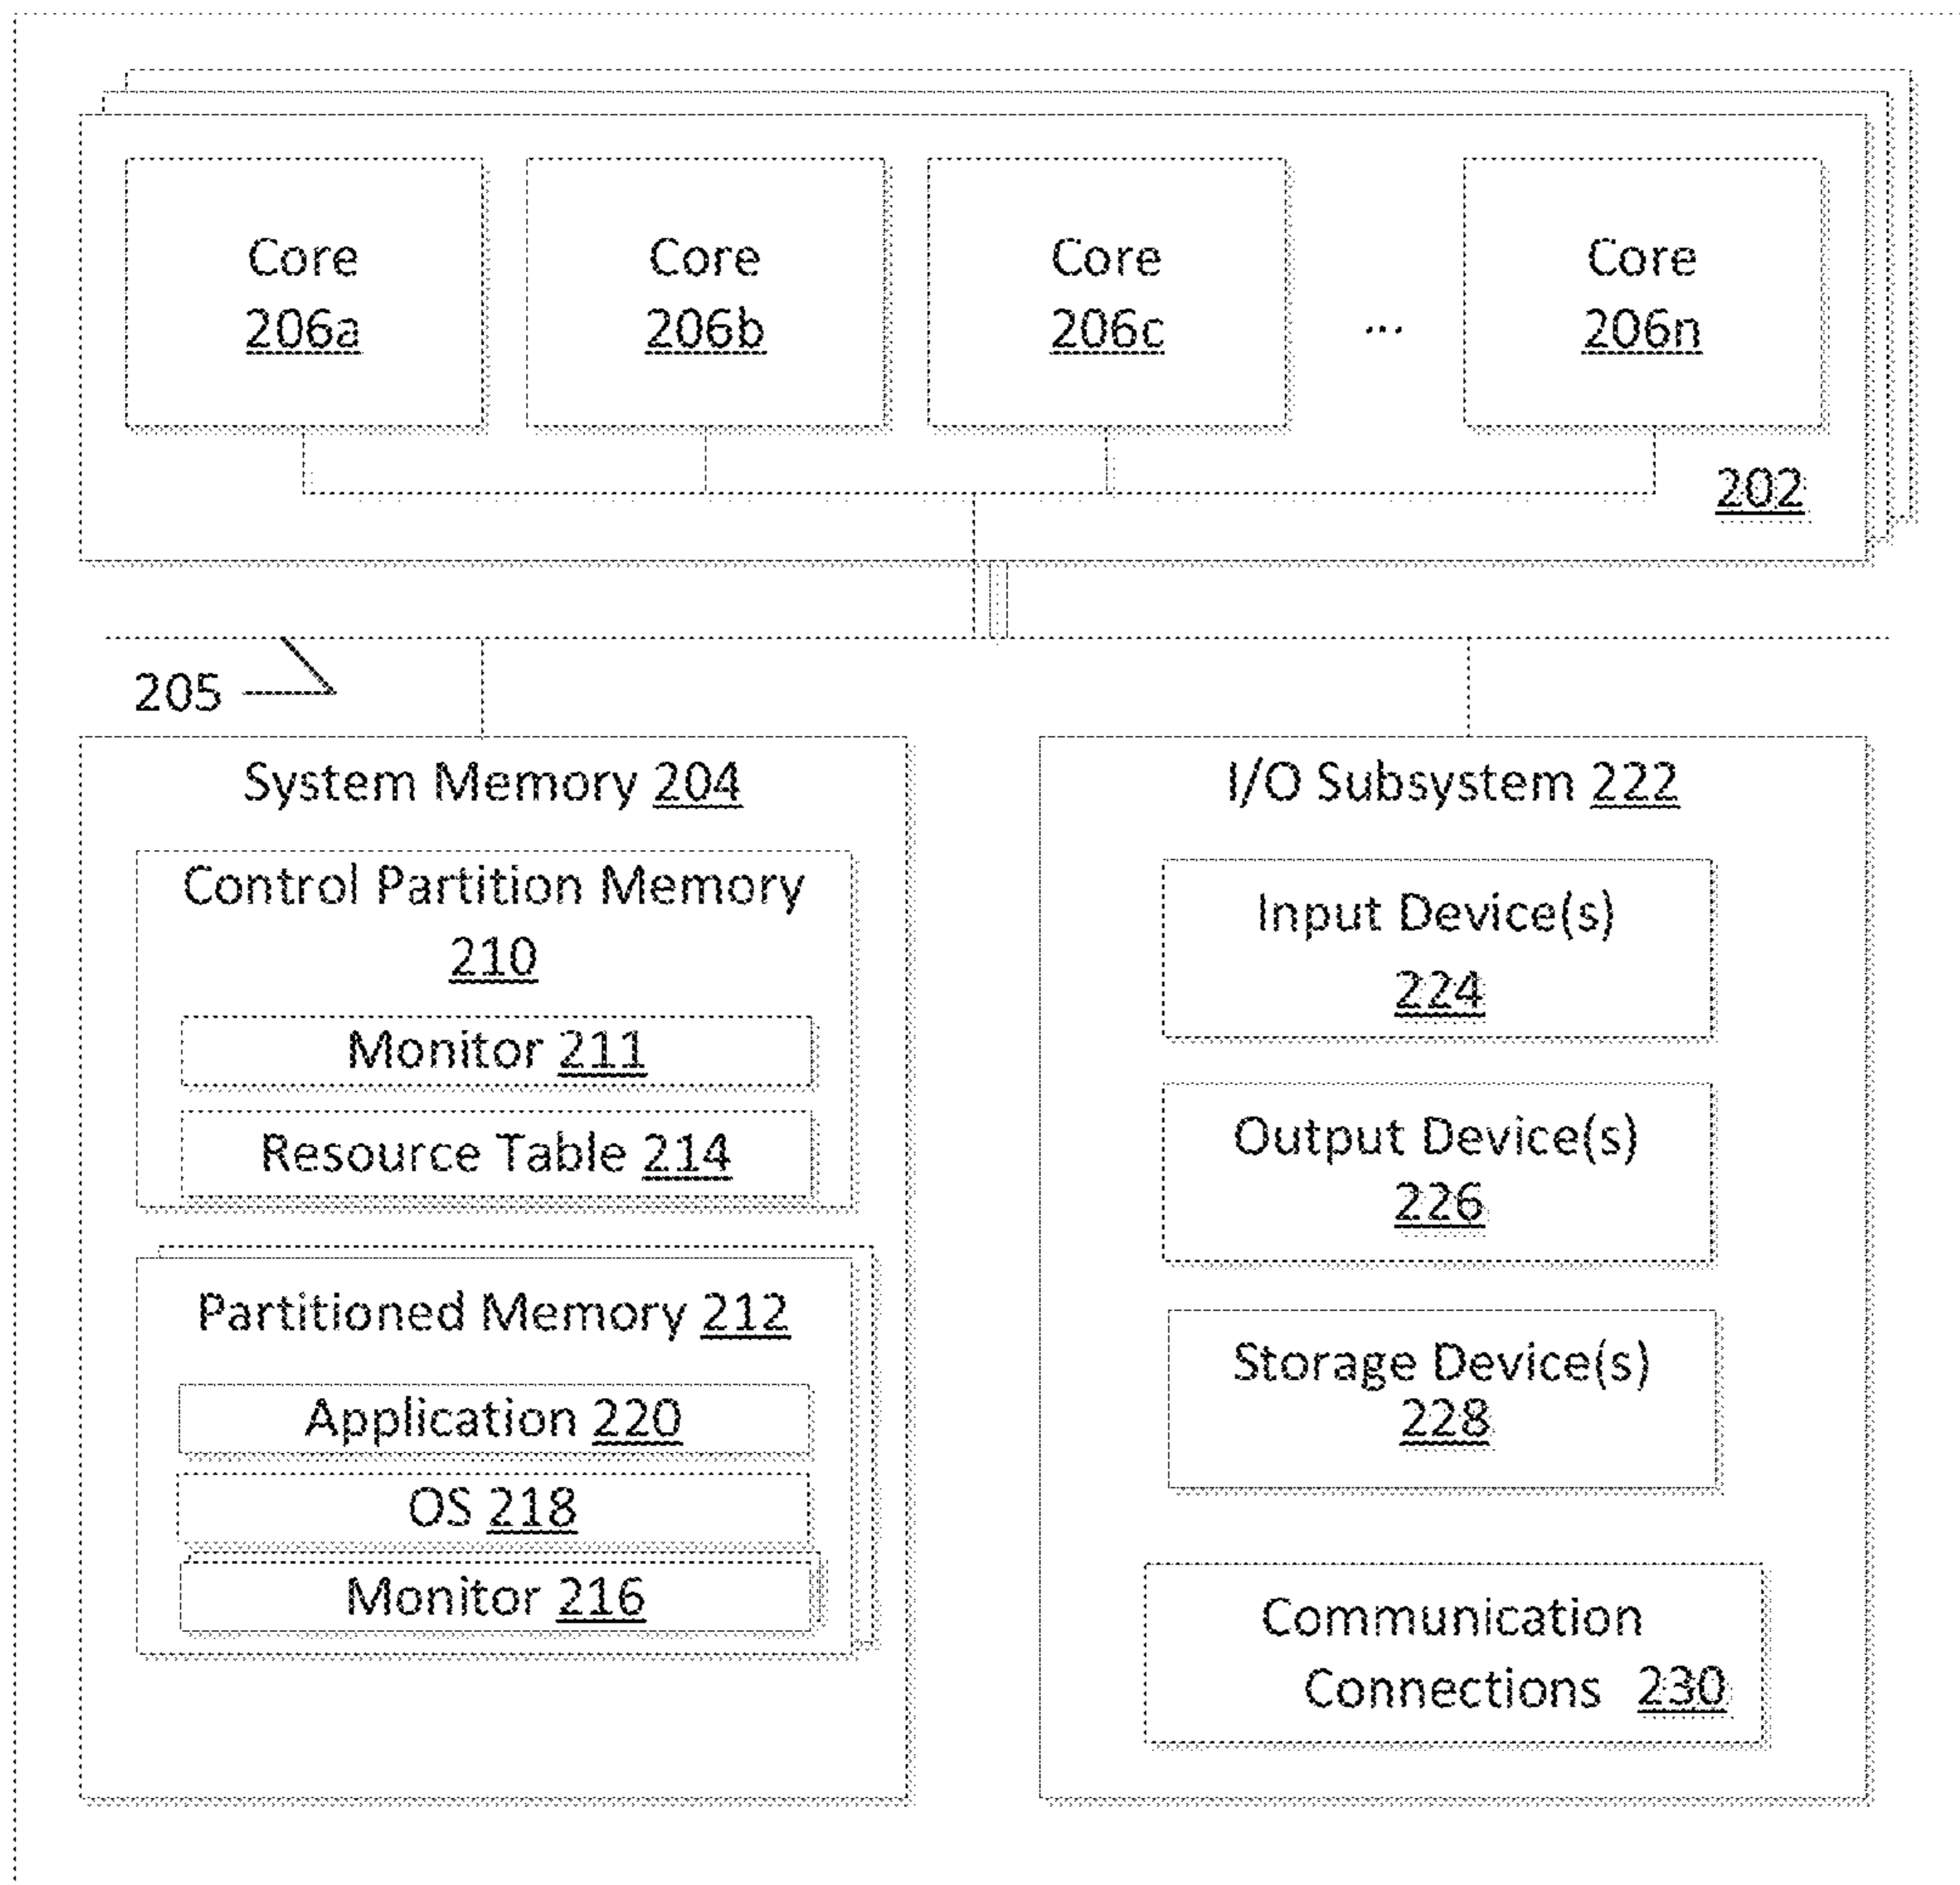 Core
206a
Core
206b
Core
206c
...
Core
206n
202
205
System Memory 204
Control Partition Memory
210
Monitor 211
Resource Table 214
Partitioned Memory 212
Application 220
OS 218
Monitor 216
I/O Subsystem 222
Input Device(s)
224
Output Device(s)
226
Storage Device(s)
228
Communication
Connections 230